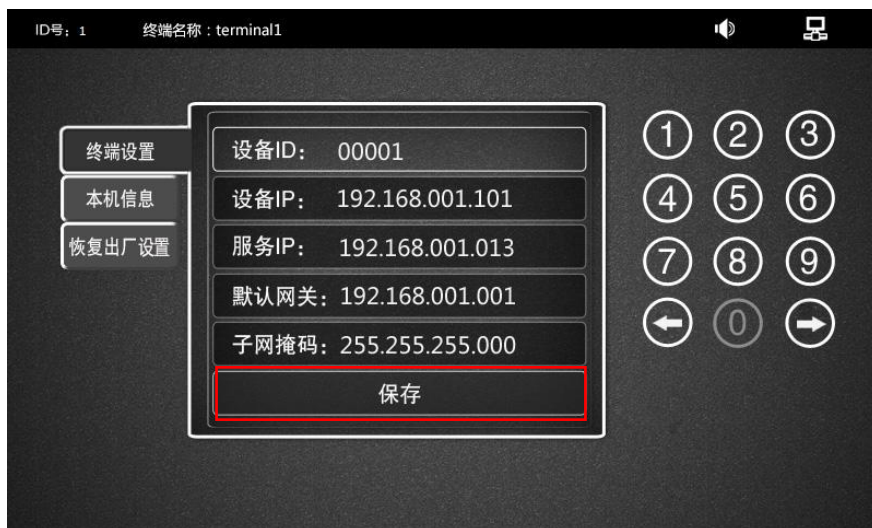 ID号：1 终端名称：terminal1
终端设置
本机信息
恢复出厂设置
设备ID： 00001
设备IP： 192.168.001.101
服务IP： 192.168.001.013
默认网关：192.168.001.001
子网掩码：255.255.255.000
保存
1 2 3
4 5 6
7 8 9
0